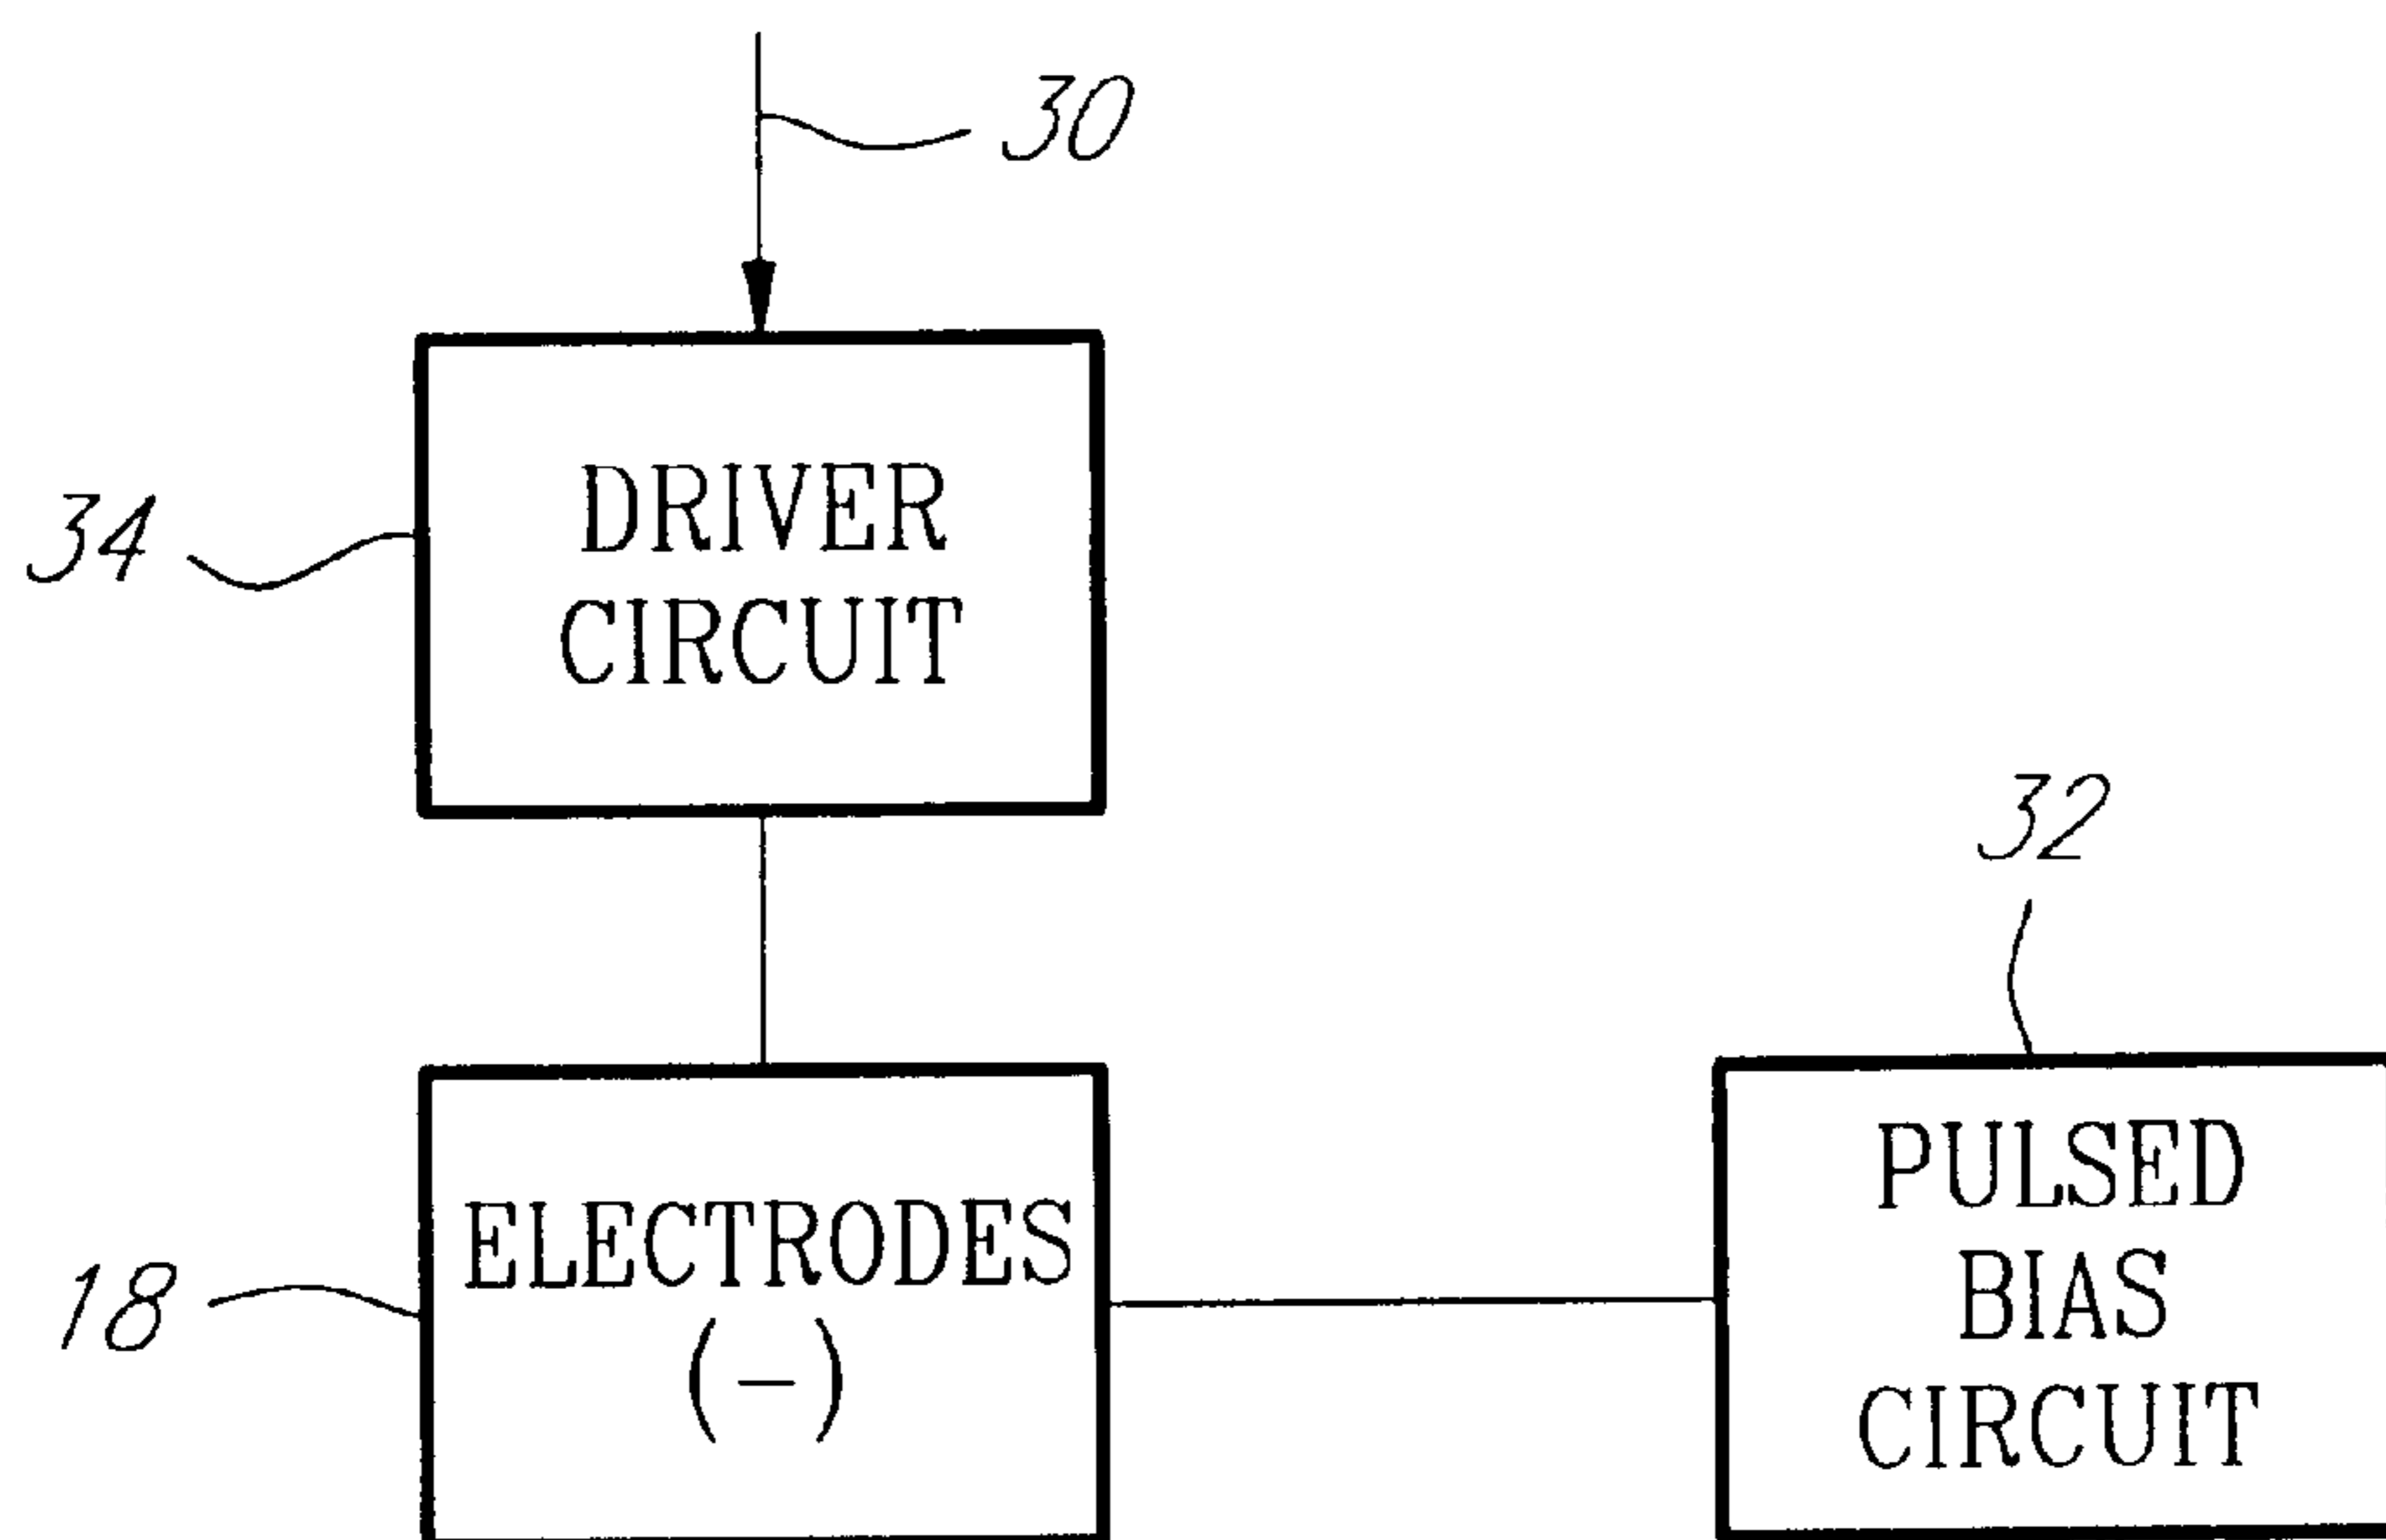 30
DRIVER
CIRCUIT
34
32
ELECTRODES
(—)
18
PULSED
BIAS
CIRCUIT